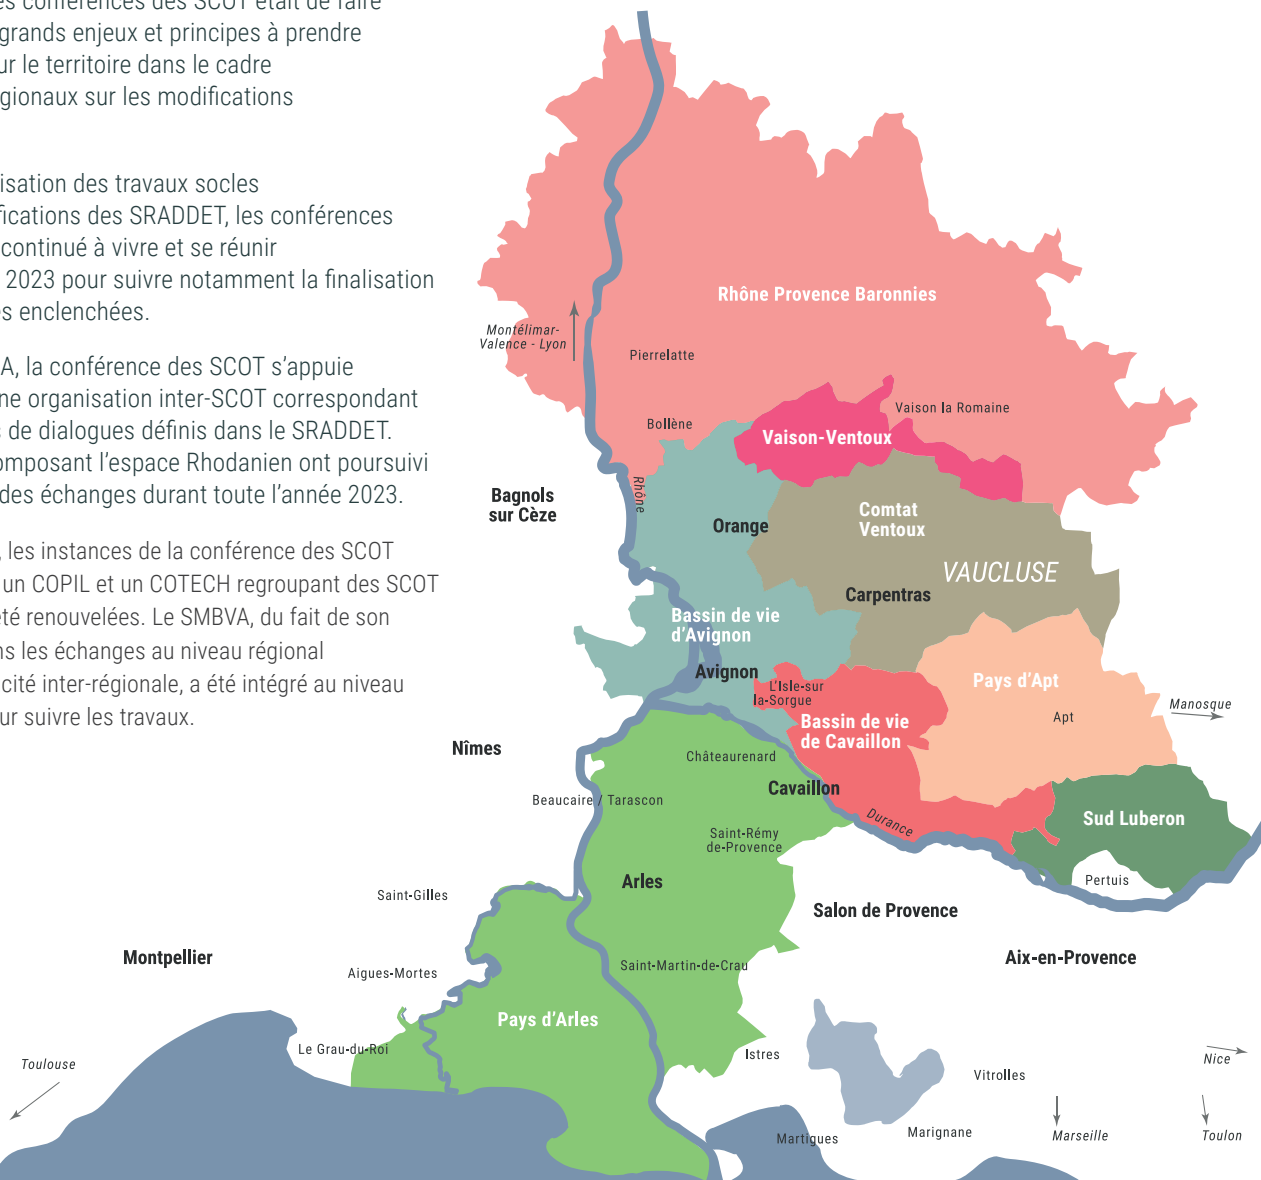 es conférences des SCOT était de faire
grands enjeux et principes à prendre
ur le territoire dans le cadre
gionaux sur les modifications
isation des travaux socles
fications des SRADDET, les conférences
continué à vivre et se réunir
2023 pour suivre notamment la finalisation
es enclenchées.
A, la conférence des SCOT s’appuie
ne organisation inter-SCOT correspondant
s de dialogues définis dans le SRADDET.
omposant l’espace Rhodanien ont poursuivi
des échanges durant toute l’année 2023.
, les instances de la conférence des SCOT
un COPIL et un COTECH regroupant des SCOT
été renouvelées. Le SMBVA, du fait de son
ns les échanges au niveau régional
cité inter-régionale, a été intégré au niveau
ur suivre les travaux.
Rhône Provence Baronnies
Montélimar-
Valence - Lyon
Pierrelatte
Vaison la Romaine
Bollène
Vaison-Ventoux
Rhône
Bagnols
sur Cèze
Orange
Comtat
Ventoux
VAUCLUSE
Carpentras
Bassin de vie
d’Avignon
Avignon
L’Isle-sur
la-Sorgue
Pays d’Apt
Apt
Manosque
Bassin de vie
de Cavaillon
Nîmes
Châteaurenard
Cavaillon
Beaucaire / Tarascon
Durance
Sud Luberon
Saint-Rémy
de-Provence
Arles
Pertuis
Saint-Gilles
Salon de Provence
Montpellier
Aix-en-Provence
Aigues-Mortes
Saint-Martin-de-Crau
Pays d’Arles
Le Grau-du-Roi
Istres
Toulouse
Vitrolles
Nice
Martigues
Marignane
Marseille
Toulon